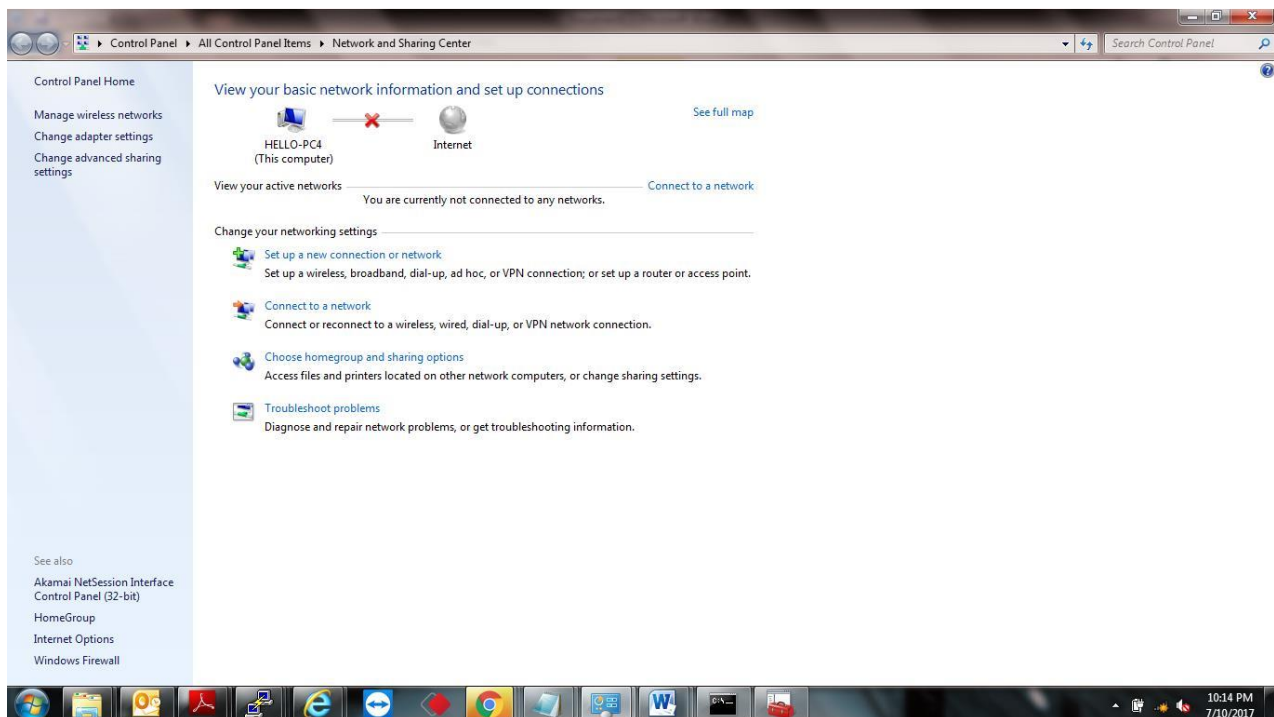 Control Panel ▸ All Control Panel Items ▸ Network and Sharing Center
Search Control Panel
Control Panel Home
Manage wireless networks
Change adapter settings
Change advanced sharing
settings
View your basic network information and set up connections
See full map
HELLO-PC4
(This computer)
Internet
View your active networks
Connect to a network
You are currently not connected to any networks.
Change your networking settings
Set up a new connection or network
Set up a wireless, broadband, dial-up, ad hoc, or VPN connection; or set up a router or access point.
Connect to a network
Connect or reconnect to a wireless, wired, dial-up, or VPN network connection.
Choose homegroup and sharing options
Access files and printers located on other network computers, or change sharing settings.
Troubleshoot problems
Diagnose and repair network problems, or get troubleshooting information.
See also
Akamai NetSession Interface
Control Panel (32-bit)
HomeGroup
Internet Options
Windows Firewall
10:14 PM
7/10/2017